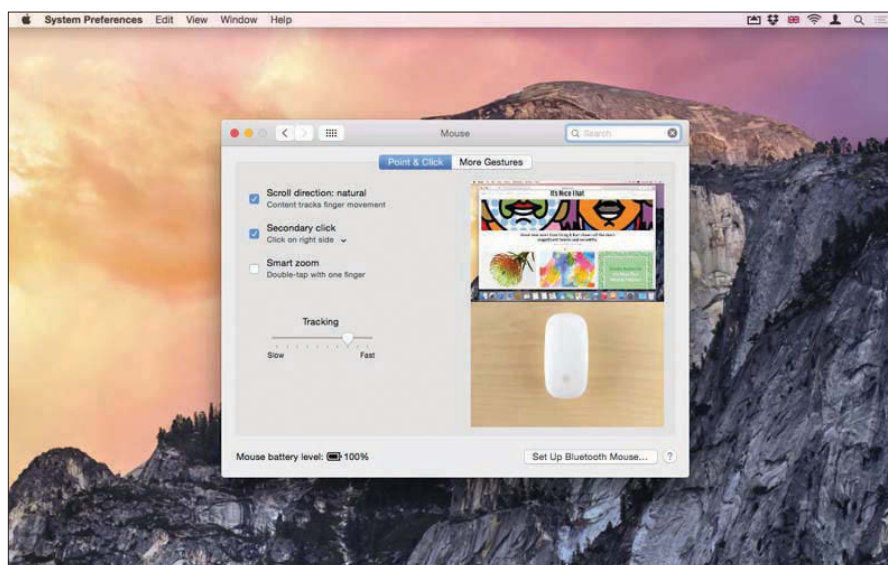 System Preferences Edit View Window Help
Mouse
Search
Point & Click More Gestures
Scroll direction: natural
Content tracks finger movement
Secondary click
Click on right side
Smart zoom
Double-tap with one finger
Tracking
Slow Fast
It's Nice That
Mouse battery level: 100%
Set Up Bluetooth Mouse... ?